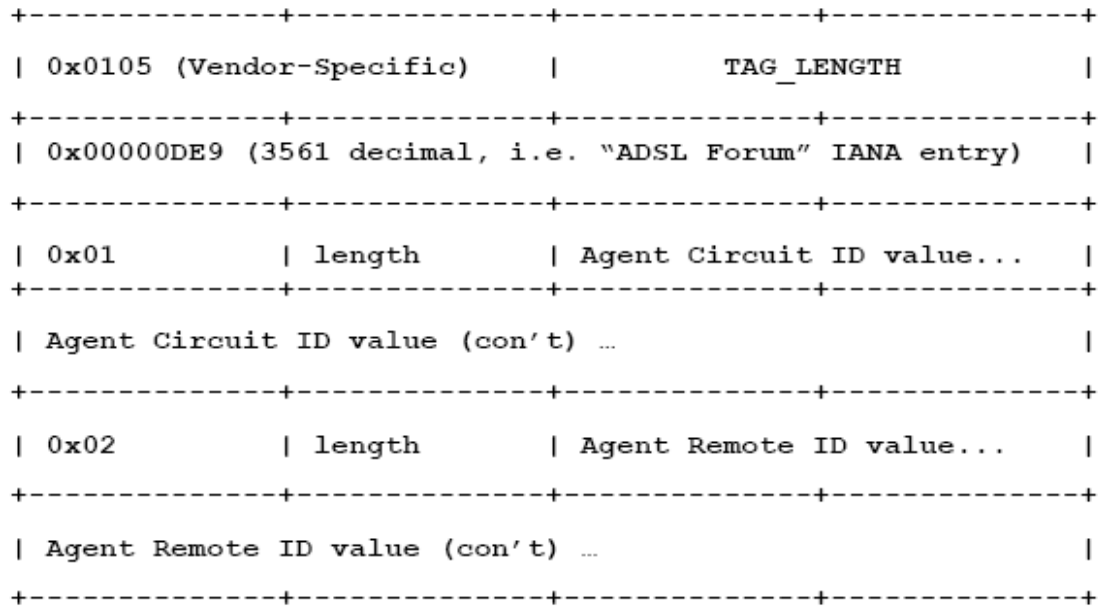 +--------------+--------------+--------------+--------------+
| 0x0105 (Vendor-Specific) | TAG_LENGTH |
+--------------+--------------+--------------+--------------+
| 0x00000DE9 (3561 decimal, i.e. “ADSL Forum” IANA entry) |
+--------------+--------------+--------------+--------------+
| 0x01 | length | Agent Circuit ID value... |
+--------------+--------------+--------------+--------------+
| Agent Circuit ID value (con’t) … |
+--------------+--------------+--------------+--------------+
| 0x02 | length | Agent Remote ID value... |
+--------------+--------------+--------------+--------------+
| Agent Remote ID value (con’t) … |
+--------------+--------------+--------------+--------------+